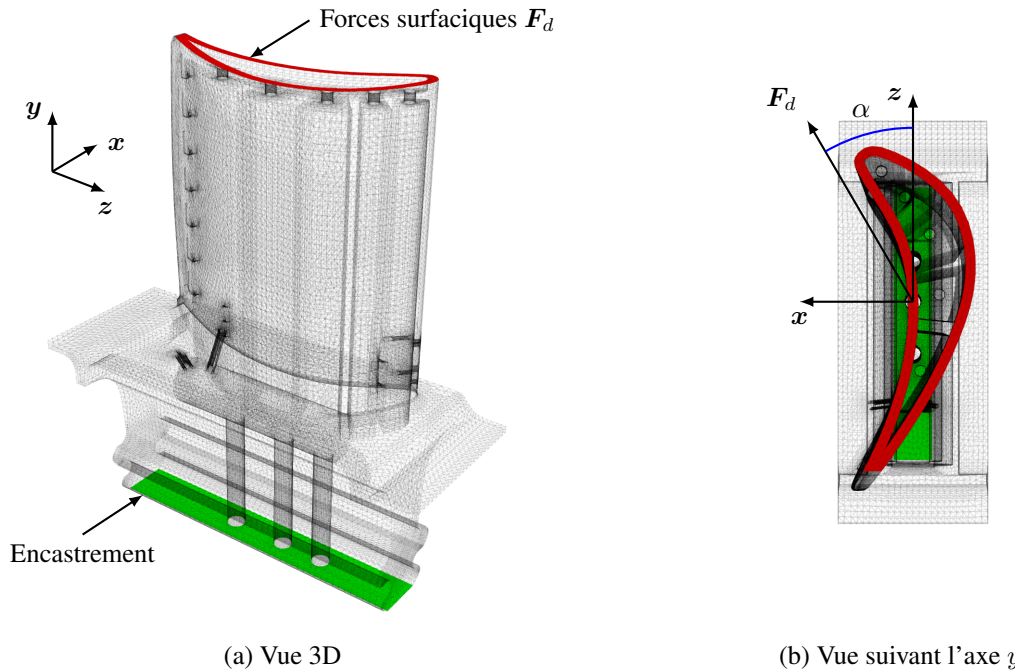 Forces surfaciques F_d
y
x
z
Encastrement
(a) Vue 3D
F_d
α
z
x
(b) Vue suivant l'axe y